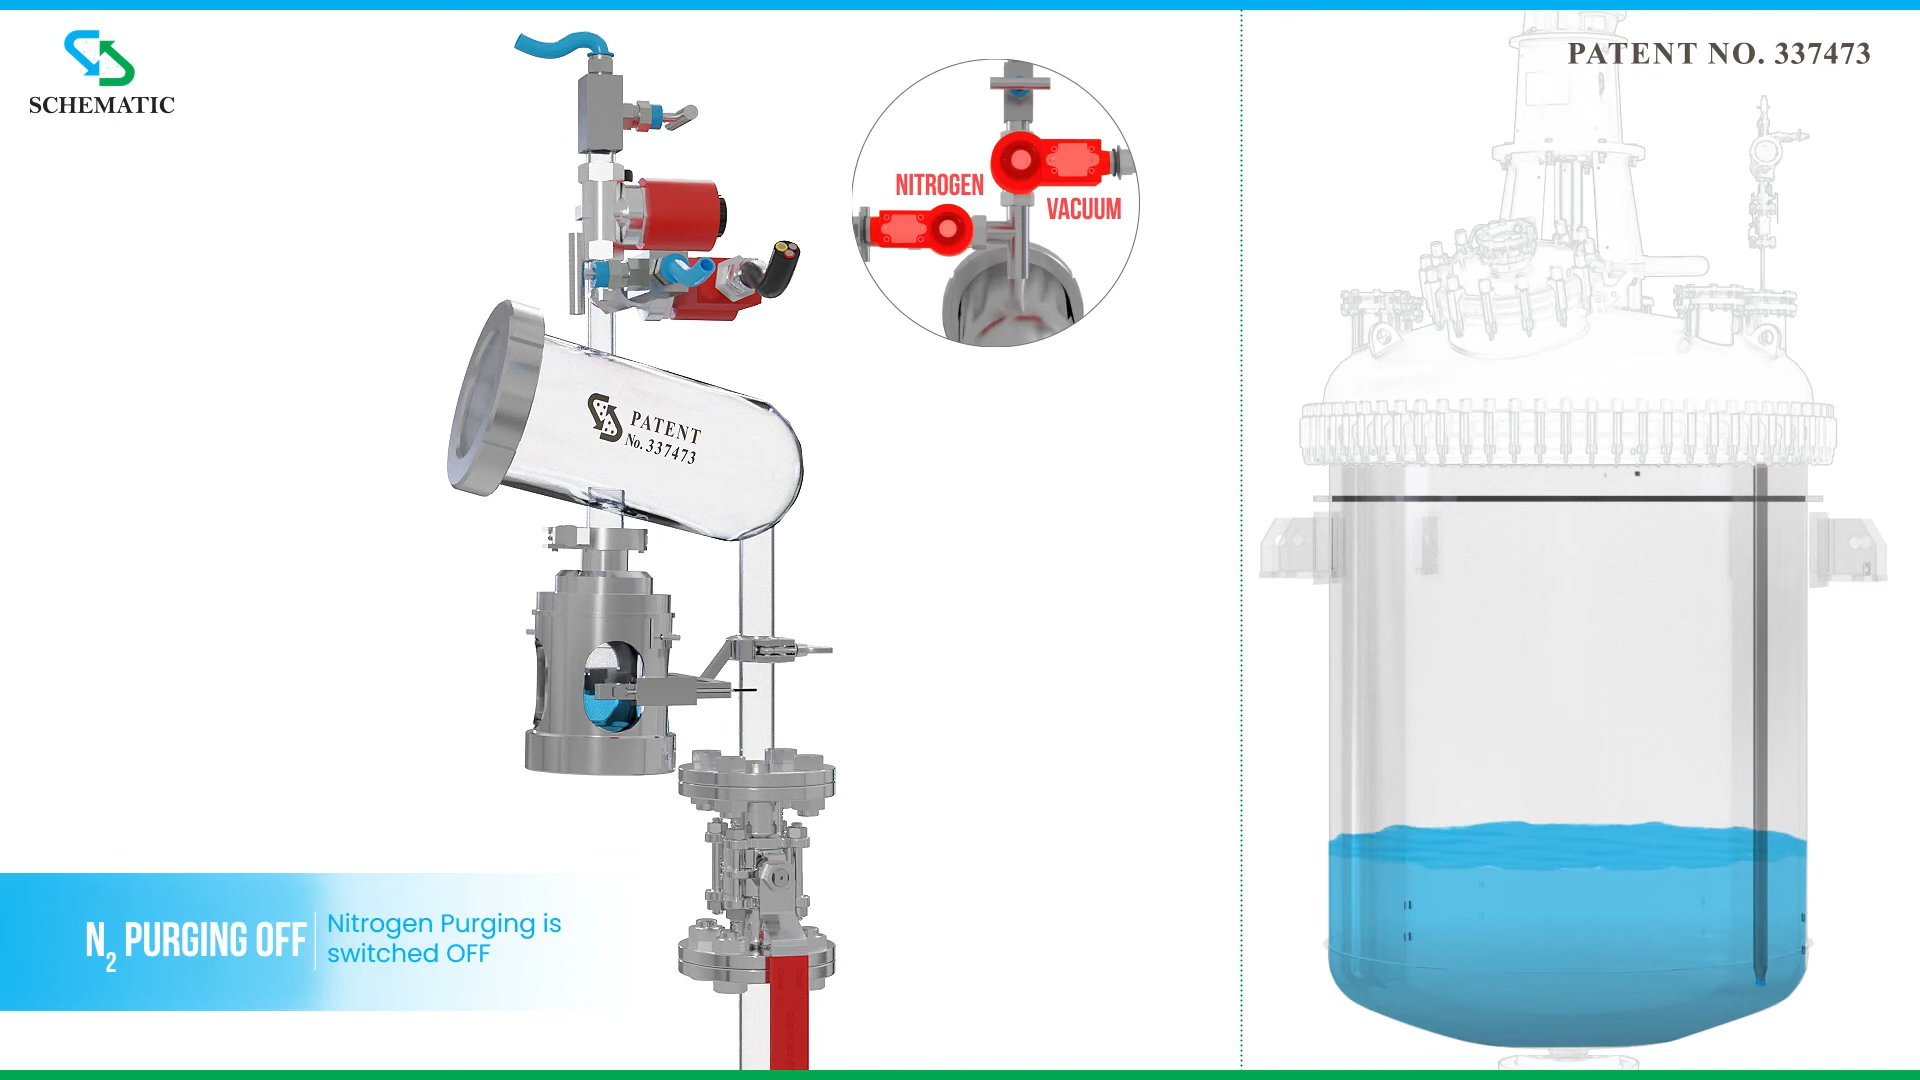 SCHEMATIC
PATENT NO. 337473
NITROGEN
VACUUM
PATENT
No. 337473
N₂ PURGING OFF
Nitrogen Purging is
switched OFF